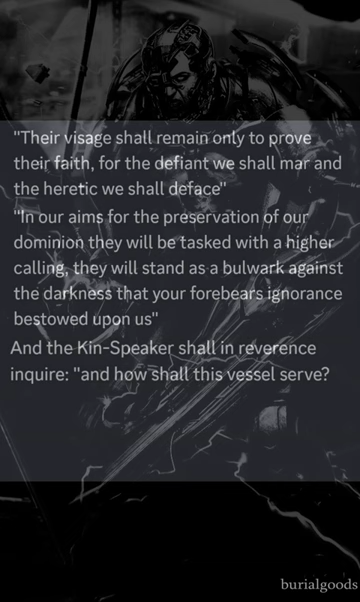 "Their visage shall remain only to prove
their faith, for the defiant we shall mar and
the heretic we shall deface"
"In our aims for the preservation of our
dominion they will be tasked with a higher
calling, they will stand as a bulwark against
the darkness that your forebears ignorance
bestowed upon us"
And the Kin-Speaker shall in reverence
inquire: "and how shall this vessel serve?
burialgoods